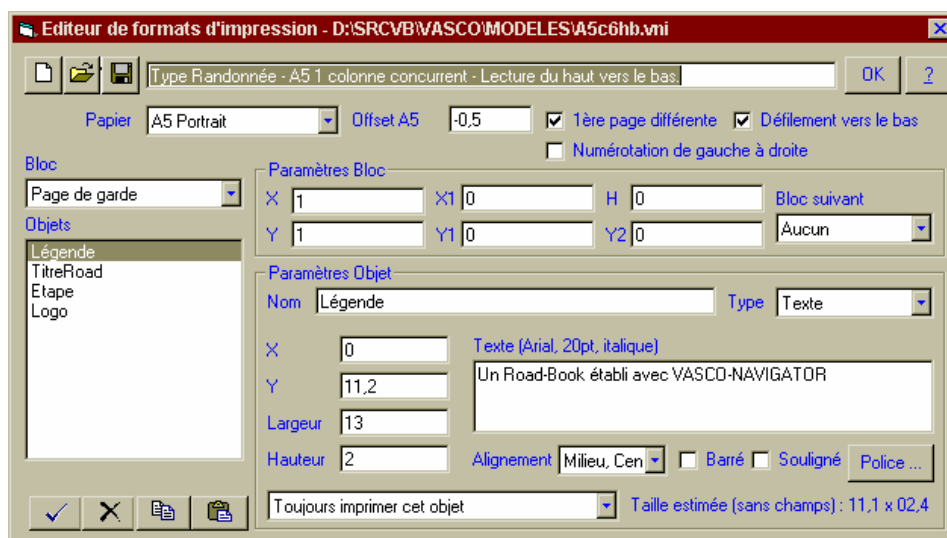 Editeur de formats d'impression - D:\SRCVB\VASCO\MODELES\A5c6hb.vni
Type Randonnée - A5 1 colonne concurrent - Lecture du haut vers le bas. OK ?
Papier A5 Portrait Offset A5 -0,5 1ère page différente Défilement vers le bas
Numérotation de gauche à droite
Bloc
Page de garde
Objets
Légende
TitreRoad
Etape
Logo
Paramètres Bloc
X 1 X1 0 H 0 Bloc suivant
Y 1 Y1 0 Y2 0 Aucun
Paramètres Objet
Nom Légende Type Texte
X 0 Texte (Arial, 20pt, italique)
Y 11,2 Un Road-Book établi avec VASCO-NAVIGATOR
Largeur 13
Hauteur 2 Alignement Milieu, Cen Barré Souligné Police ...
Toujours imprimer cet objet Taille estimée (sans champs) : 11,1 x 02,4